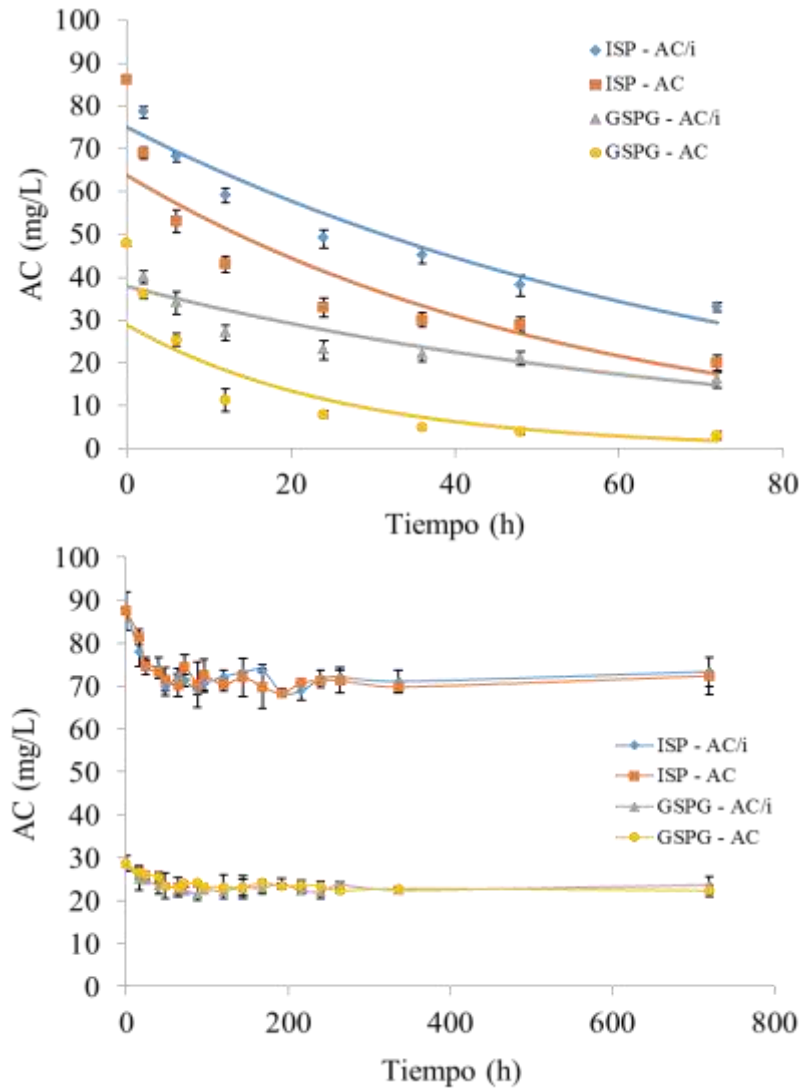 100
90
80
70
60
50
40
30
20
10
0
AC (mg/L)
ISP - AC/i
ISP - AC
GSPG - AC/i
GSPG - AC
0 20 40 60 80
Tiempo (h)
100
90
80
70
60
50
40
30
20
10
0
AC (mg/L)
ISP - AC/i
ISP - AC
GSPG - AC/i
GSPG - AC
0 200 400 600 800
Tiempo (h)